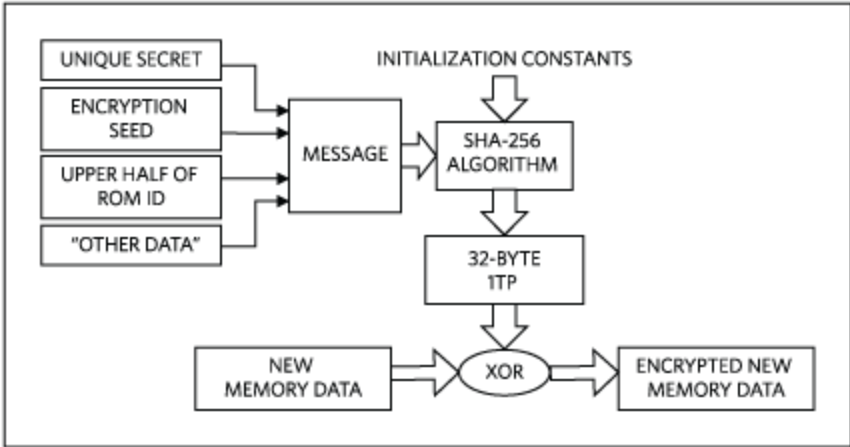 UNIQUE SECRET
ENCRYPTION
SEED
UPPER HALF OF
ROM ID
"OTHER DATA"
MESSAGE
INITIALIZATION CONSTANTS
SHA-256
ALGORITHM
32-BYTE
1TP
NEW
MEMORY DATA
XOR
ENCRYPTED NEW
MEMORY DATA